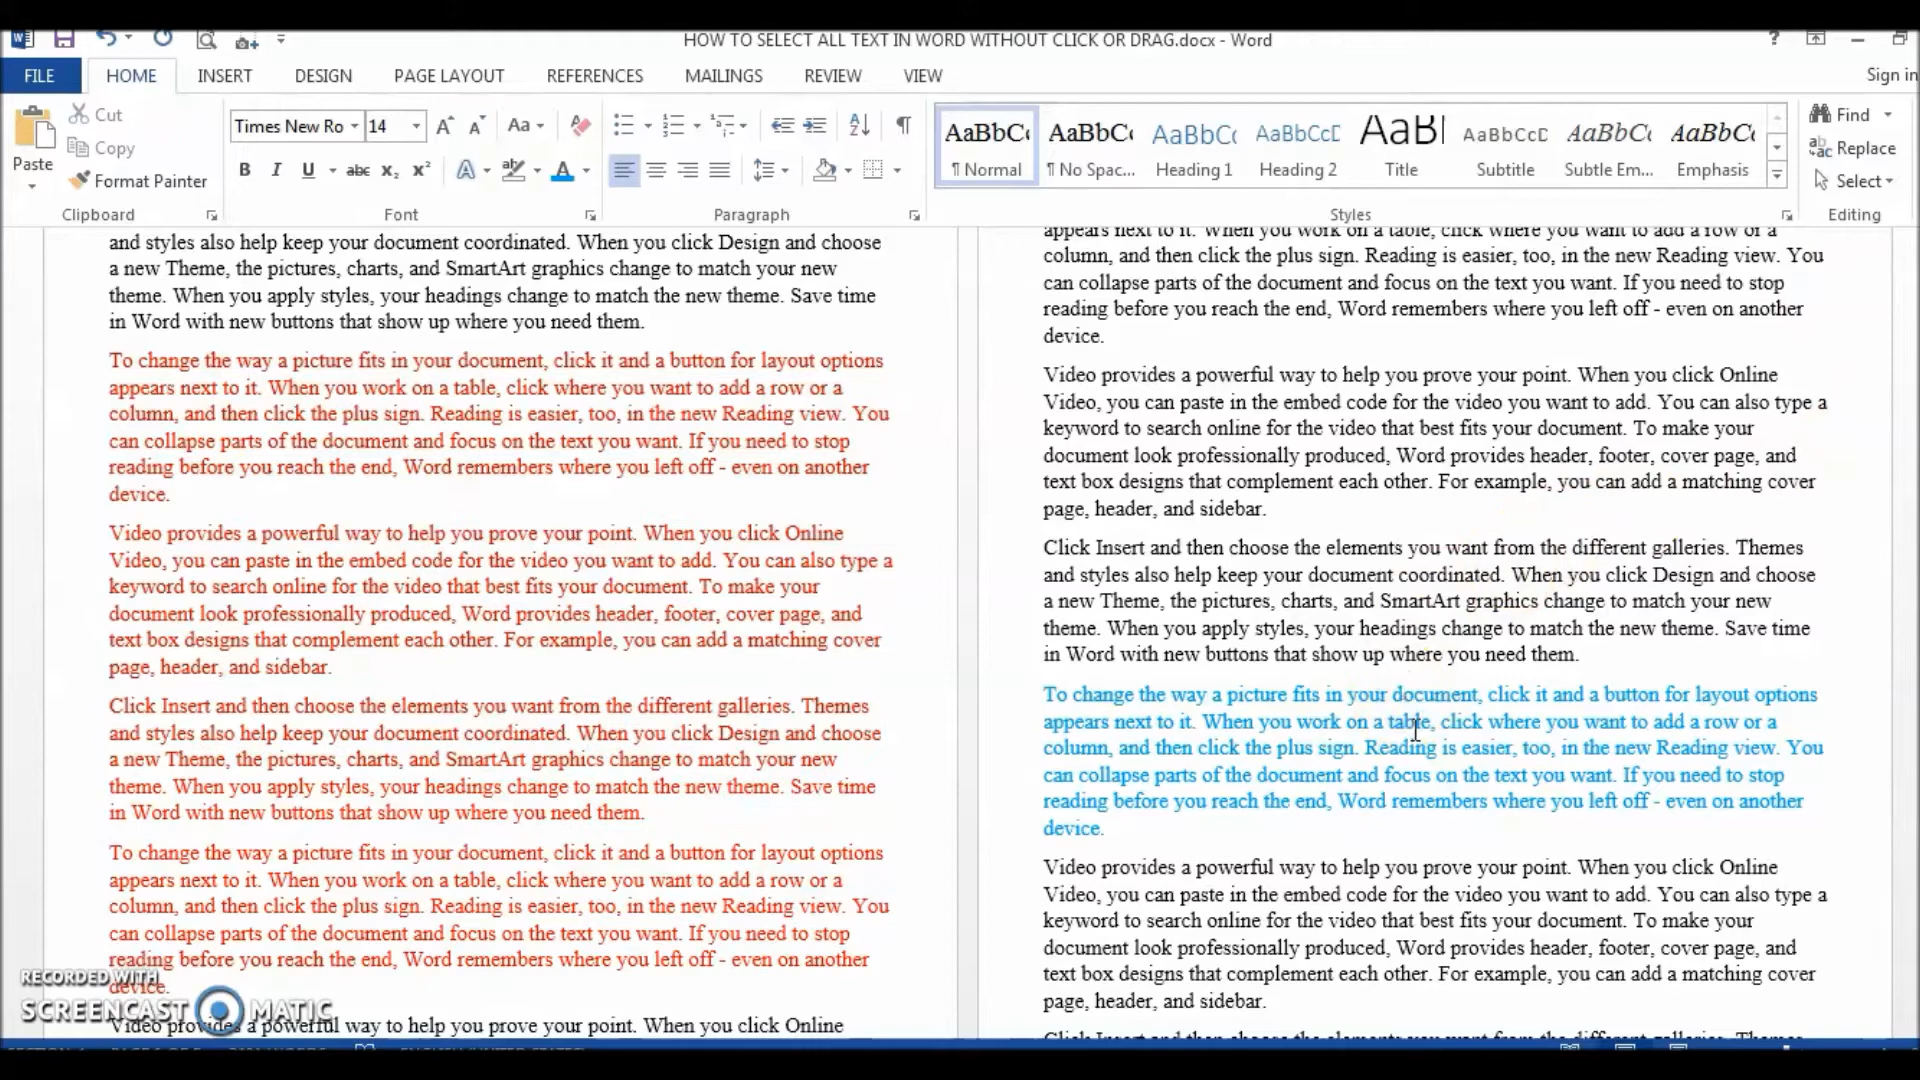 HOW TO SELECT ALL TEXT IN WORD WITHOUT CLICK OR DRAG.docx - Word
FILE HOME INSERT DESIGN PAGE LAYOUT REFERENCES MAILINGS REVIEW VIEW Sign in
Paste
Cut
Copy
Format Painter
Clipboard
Times New Ro 14
Aa
B I U abc X₂ X²
Font
Paragraph
AaBbCc AaBbCc AaBbCc AaBbCcD AaBl AaBbCcD AaBbCc AaBbCc
¶ Normal ¶ No Spac... Heading 1 Heading 2 Title Subtitle Subtle Em... Emphasis
Styles
Find
Replace
Select
Editing
and styles also help keep your document coordinated. When you click Design and choose
a new Theme, the pictures, charts, and SmartArt graphics change to match your new
theme. When you apply styles, your headings change to match the new theme. Save time
in Word with new buttons that show up where you need them.
To change the way a picture fits in your document, click it and a button for layout options
appears next to it. When you work on a table, click where you want to add a row or a
column, and then click the plus sign. Reading is easier, too, in the new Reading view. You
can collapse parts of the document and focus on the text you want. If you need to stop
reading before you reach the end, Word remembers where you left off - even on another
device.
Video provides a powerful way to help you prove your point. When you click Online
Video, you can paste in the embed code for the video you want to add. You can also type a
keyword to search online for the video that best fits your document. To make your
document look professionally produced, Word provides header, footer, cover page, and
text box designs that complement each other. For example, you can add a matching cover
page, header, and sidebar.
Click Insert and then choose the elements you want from the different galleries. Themes
and styles also help keep your document coordinated. When you click Design and choose
a new Theme, the pictures, charts, and SmartArt graphics change to match your new
theme. When you apply styles, your headings change to match the new theme. Save time
in Word with new buttons that show up where you need them.
To change the way a picture fits in your document, click it and a button for layout options
appears next to it. When you work on a table, click where you want to add a row or a
column, and then click the plus sign. Reading is easier, too, in the new Reading view. You
can collapse parts of the document and focus on the text you want. If you need to stop
reading before you reach the end, Word remembers where you left off - even on another
device.
Video provides a powerful way to help you prove your point. When you click Online
appears next to it. When you work on a table, click where you want to add a row or a
column, and then click the plus sign. Reading is easier, too, in the new Reading view. You
can collapse parts of the document and focus on the text you want. If you need to stop
reading before you reach the end, Word remembers where you left off - even on another
device.
Video provides a powerful way to help you prove your point. When you click Online
Video, you can paste in the embed code for the video you want to add. You can also type a
keyword to search online for the video that best fits your document. To make your
document look professionally produced, Word provides header, footer, cover page, and
text box designs that complement each other. For example, you can add a matching cover
page, header, and sidebar.
Click Insert and then choose the elements you want from the different galleries. Themes
and styles also help keep your document coordinated. When you click Design and choose
a new Theme, the pictures, charts, and SmartArt graphics change to match your new
theme. When you apply styles, your headings change to match the new theme. Save time
in Word with new buttons that show up where you need them.
To change the way a picture fits in your document, click it and a button for layout options
appears next to it. When you work on a table, click where you want to add a row or a
column, and then click the plus sign. Reading is easier, too, in the new Reading view. You
can collapse parts of the document and focus on the text you want. If you need to stop
reading before you reach the end, Word remembers where you left off - even on another
device.
Video provides a powerful way to help you prove your point. When you click Online
Video, you can paste in the embed code for the video you want to add. You can also type a
keyword to search online for the video that best fits your document. To make your
document look professionally produced, Word provides header, footer, cover page, and
text box designs that complement each other. For example, you can add a matching cover
page, header, and sidebar.
Click Insert and then choose the elements you want from the different galleries. Themes
RECORDED WITH
SCREENCAST MATIC